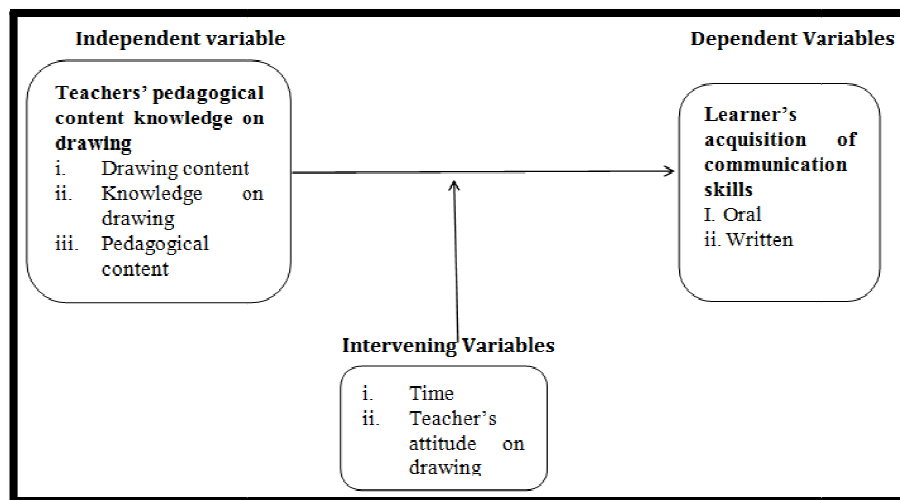 Independent variable
Teachers' pedagogical
content knowledge on
drawing
i. Drawing content
ii. Knowledge on
drawing
iii. Pedagogical
content
Dependent Variables
Learner's
acquisition of
communication
skills
I. Oral
ii. Written
Intervening Variables
i. Time
ii. Teacher's
attitude on
drawing